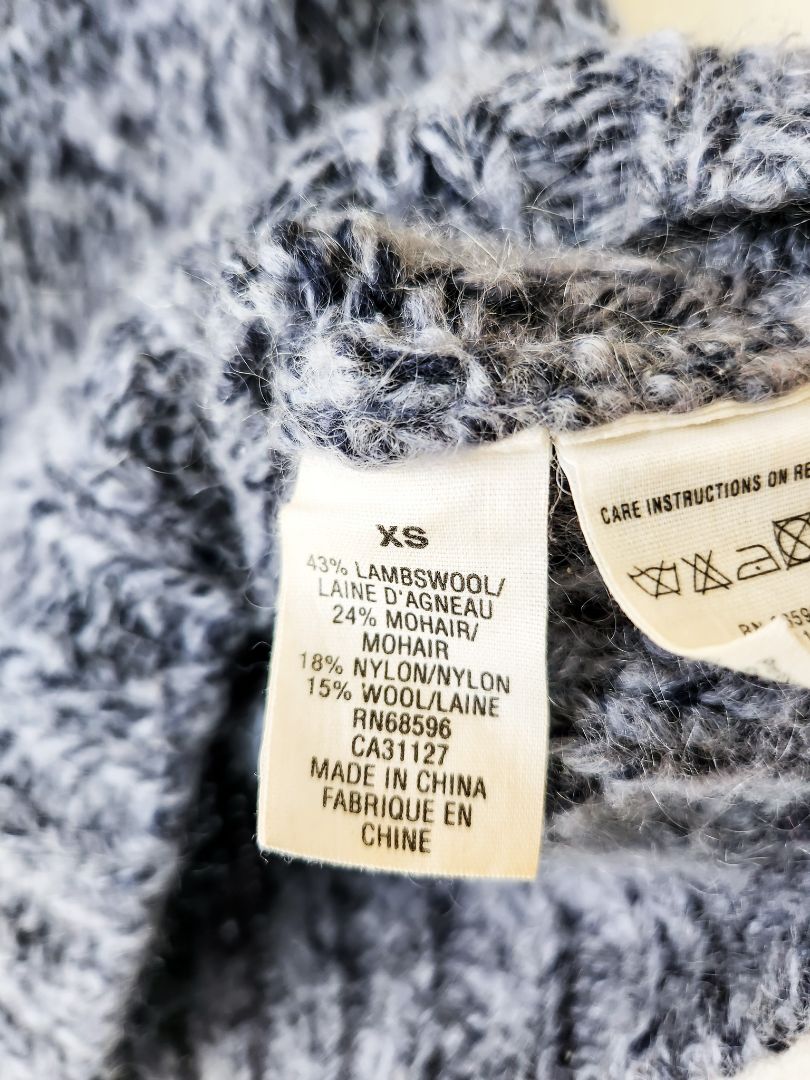 XS
43% LAMBSWOOL/
LAINE D'AGNEAU
24% MOHAIR/
MOHAIR
18% NYLON/NYLON
15% WOOL/LAINE
RN68596
CA31127
MADE IN CHINA
FABRIQUE EN
CHINE
CARE INSTRUCTIONS ON